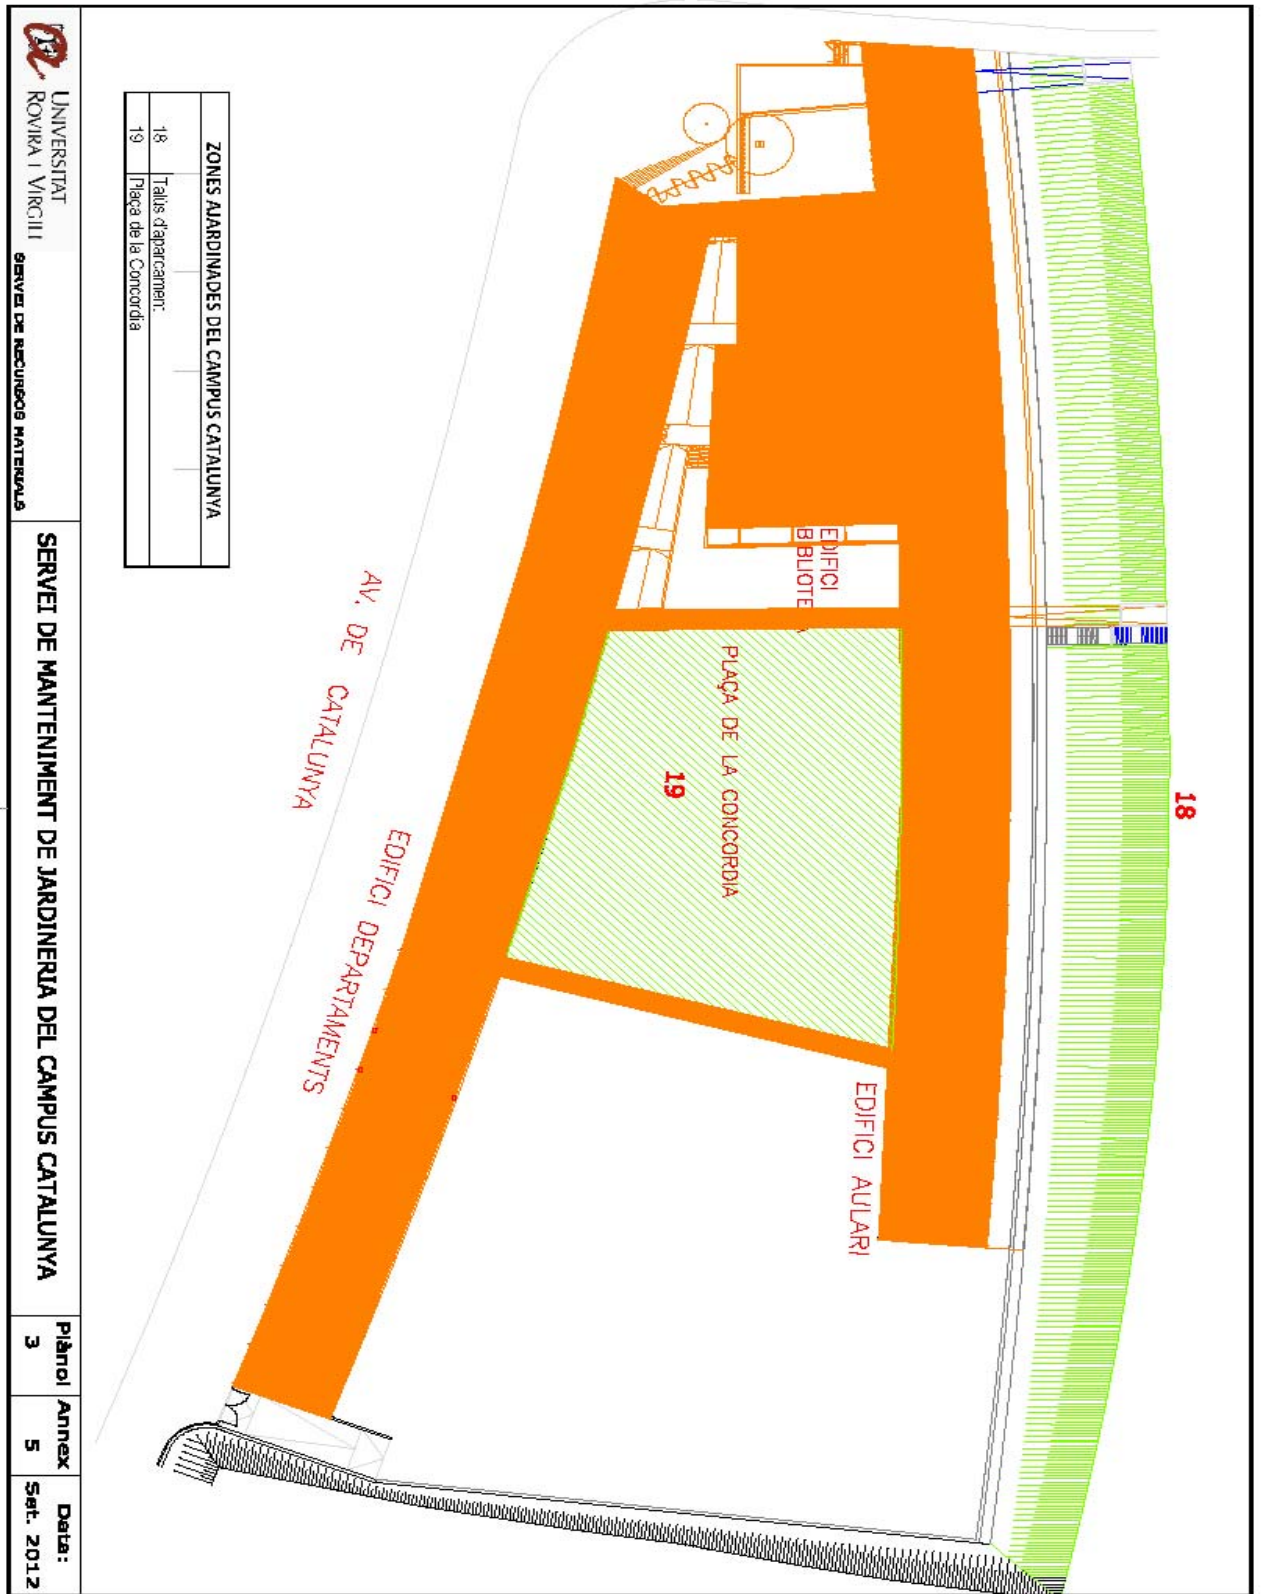 ZONES AJARDINADES DEL CAMPUS CATALUNYA
18 Talús d'aparcament
19 Plaça de la Concordia
18
EDIFICI
BIBLIOTE
PLAÇA DE LA CONCORDIA
19
EDIFICI AULARI
AV. DE CATALUNYA
EDIFICI DEPARTAMENTS
UNIVERSITAT
ROVIRA I VIRGILI
SERVEI DE RECURSOS MATERIALS
SERVEI DE MANTENIMENT DE JARDINERIA DEL CAMPUS CATALUNYA
Plànol
3
Annex
5
Data:
Set. 2012